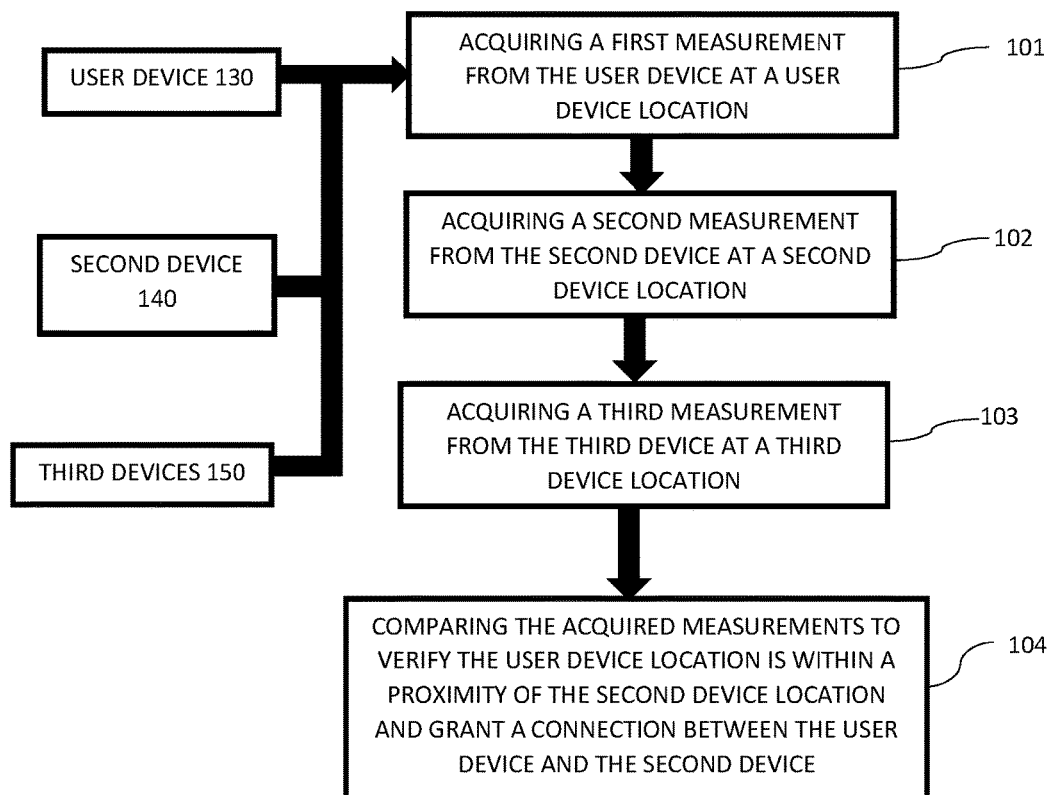 USER DEVICE 130
SECOND DEVICE
140
THIRD DEVICES 150
ACQUIRING A FIRST MEASUREMENT
FROM THE USER DEVICE AT A USER
DEVICE LOCATION
101
ACQUIRING A SECOND MEASUREMENT
FROM THE SECOND DEVICE AT A SECOND
DEVICE LOCATION
102
ACQUIRING A THIRD MEASUREMENT
FROM THE THIRD DEVICE AT A THIRD
DEVICE LOCATION
103
COMPARING THE ACQUIRED MEASUREMENTS TO
VERIFY THE USER DEVICE LOCATION IS WITHIN A
PROXIMITY OF THE SECOND DEVICE LOCATION
AND GRANT A CONNECTION BETWEEN THE USER
DEVICE AND THE SECOND DEVICE
104